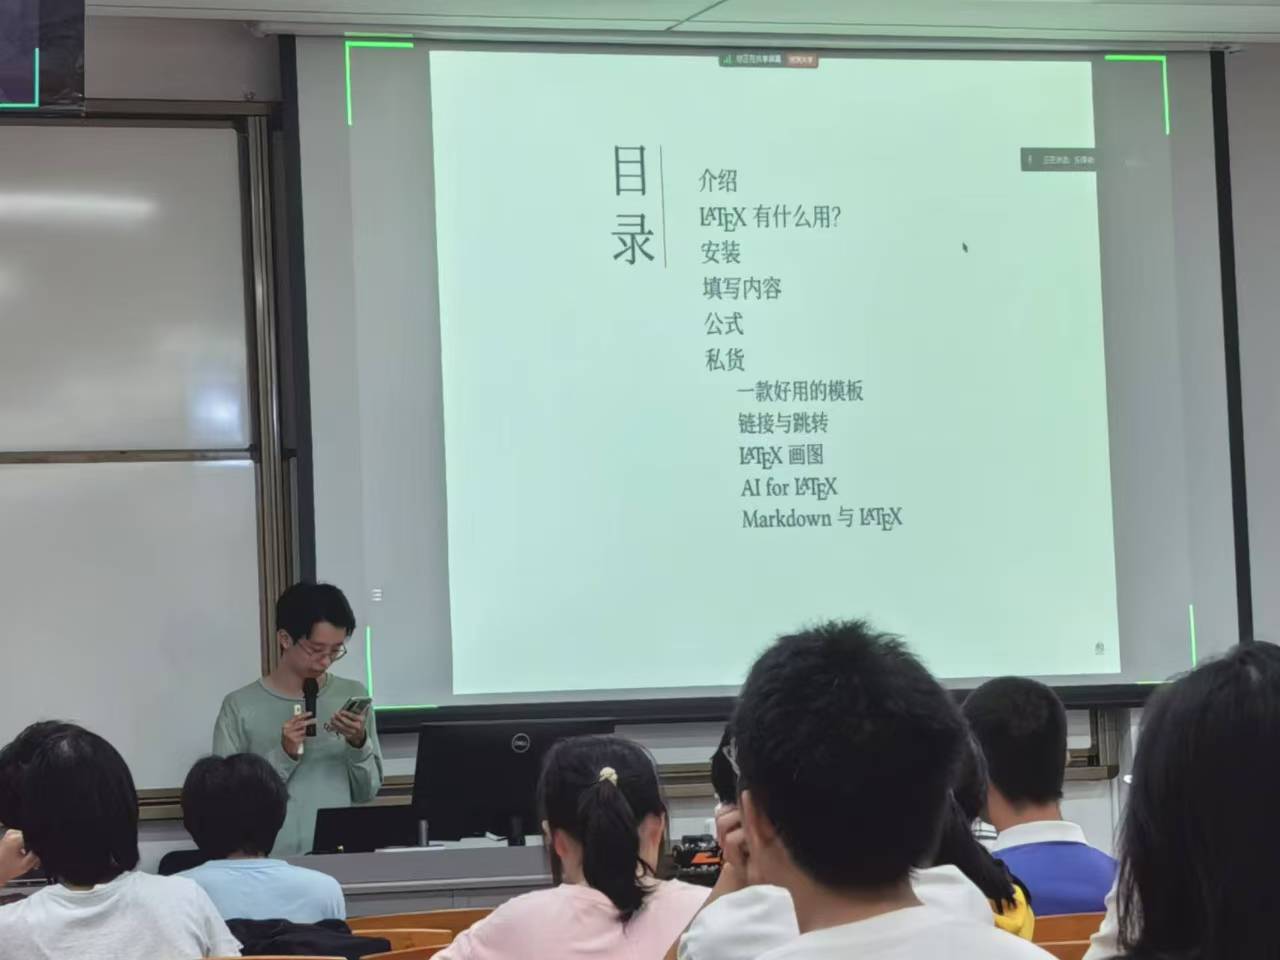 目录
介绍
LATEX 有什么用？
安装
填写内容
公式
私货
一款好用的模板
链接与跳转
LATEX 画图
AI for LATEX
Markdown 与 LATEX
DELL